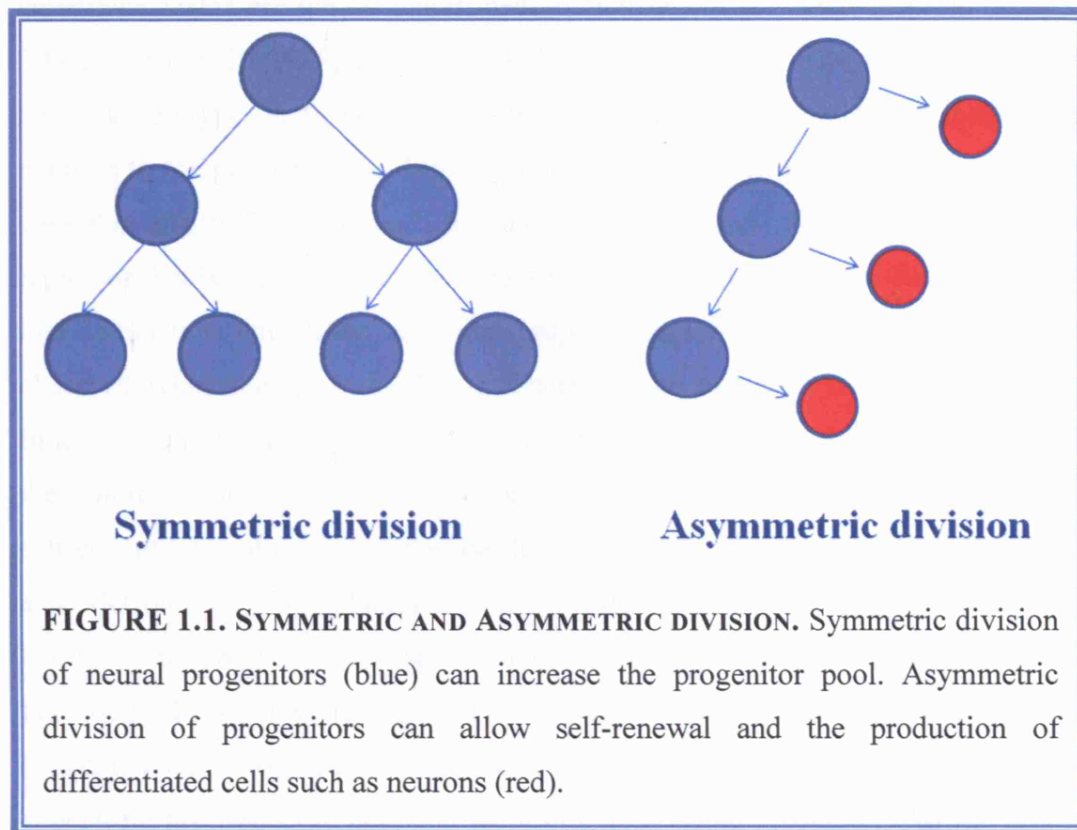 Symmetric division
Asymmetric division
FIGURE 1.1. SYMMETRIC AND ASYMMETRIC DIVISION. Symmetric division
of neural progenitors (blue) can increase the progenitor pool. Asymmetric
division of progenitors can allow self-renewal and the production of
differentiated cells such as neurons (red).